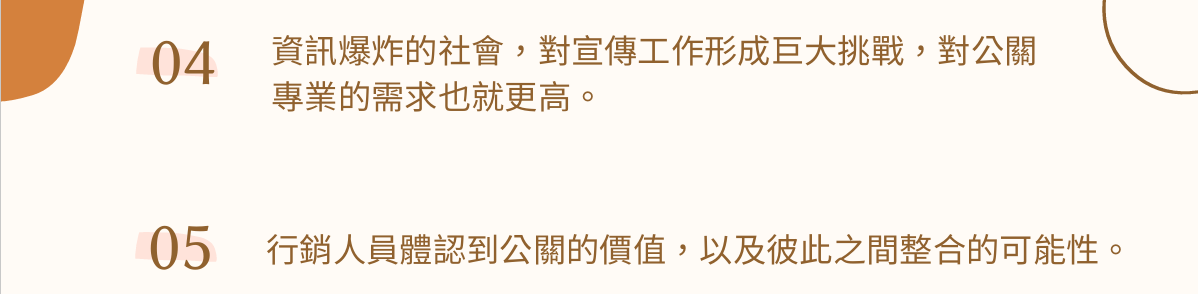 04
資訊爆炸的社會，對宣傳工作形成巨大挑戰，對公關
專業的需求也就更高。
05
行銷人員體認到公關的價值，以及彼此之間整合的可能性。